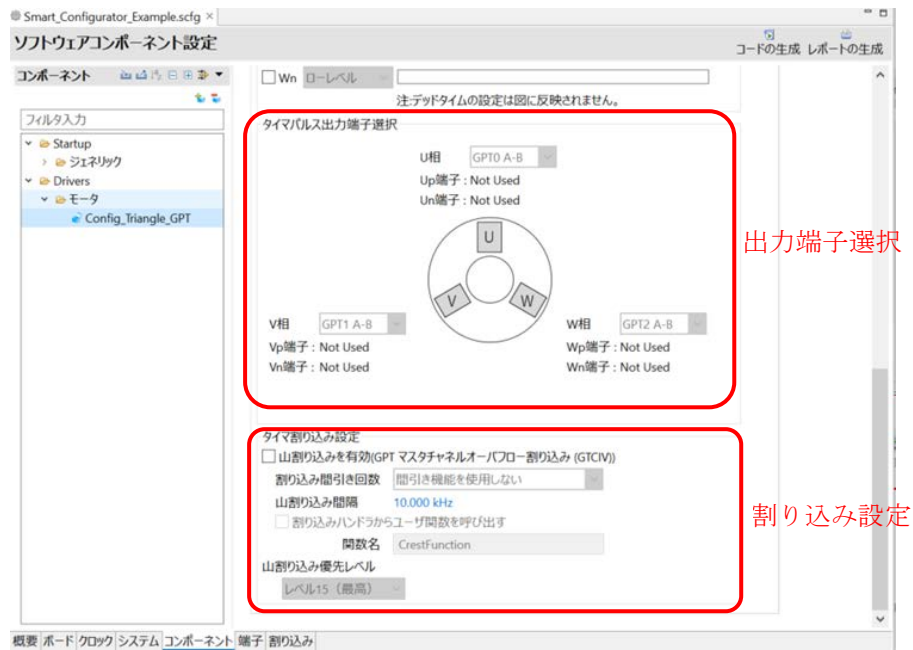 Smart_Configurator_Example.scfg
ソフトウェアコンポーネント設定
コードの生成 レポートの生成
コンポーネント
フィルタ入力
Startup
ジェネリック
Drivers
モータ
Config_Triangle_GPT
Wn ローレベル
注:デッドタイムの設定は図に反映されません。
タイマパルス出力端子選択
U相 GPT0 A-B
Up端子 : Not Used
Un端子 : Not Used
U
V
W
出力端子選択
V相 GPT1 A-B
Vp端子 : Not Used
Vn端子 : Not Used
W相 GPT2 A-B
Wp端子 : Not Used
Wn端子 : Not Used
タイマ割り込み設定
山割り込みを有効(GPT マスタチャネルオーバフロー割り込み (GTCIV))
割り込み間引き回数 間引き機能を使用しない
山割り込み間隔 10.000 kHz
割り込みハンドラからユーザ関数を呼び出す
関数名 CrestFunction
山割り込み優先レベル
レベル15（最高）
割り込み設定
概要 ボード クロック システム コンポーネント 端子 割り込み